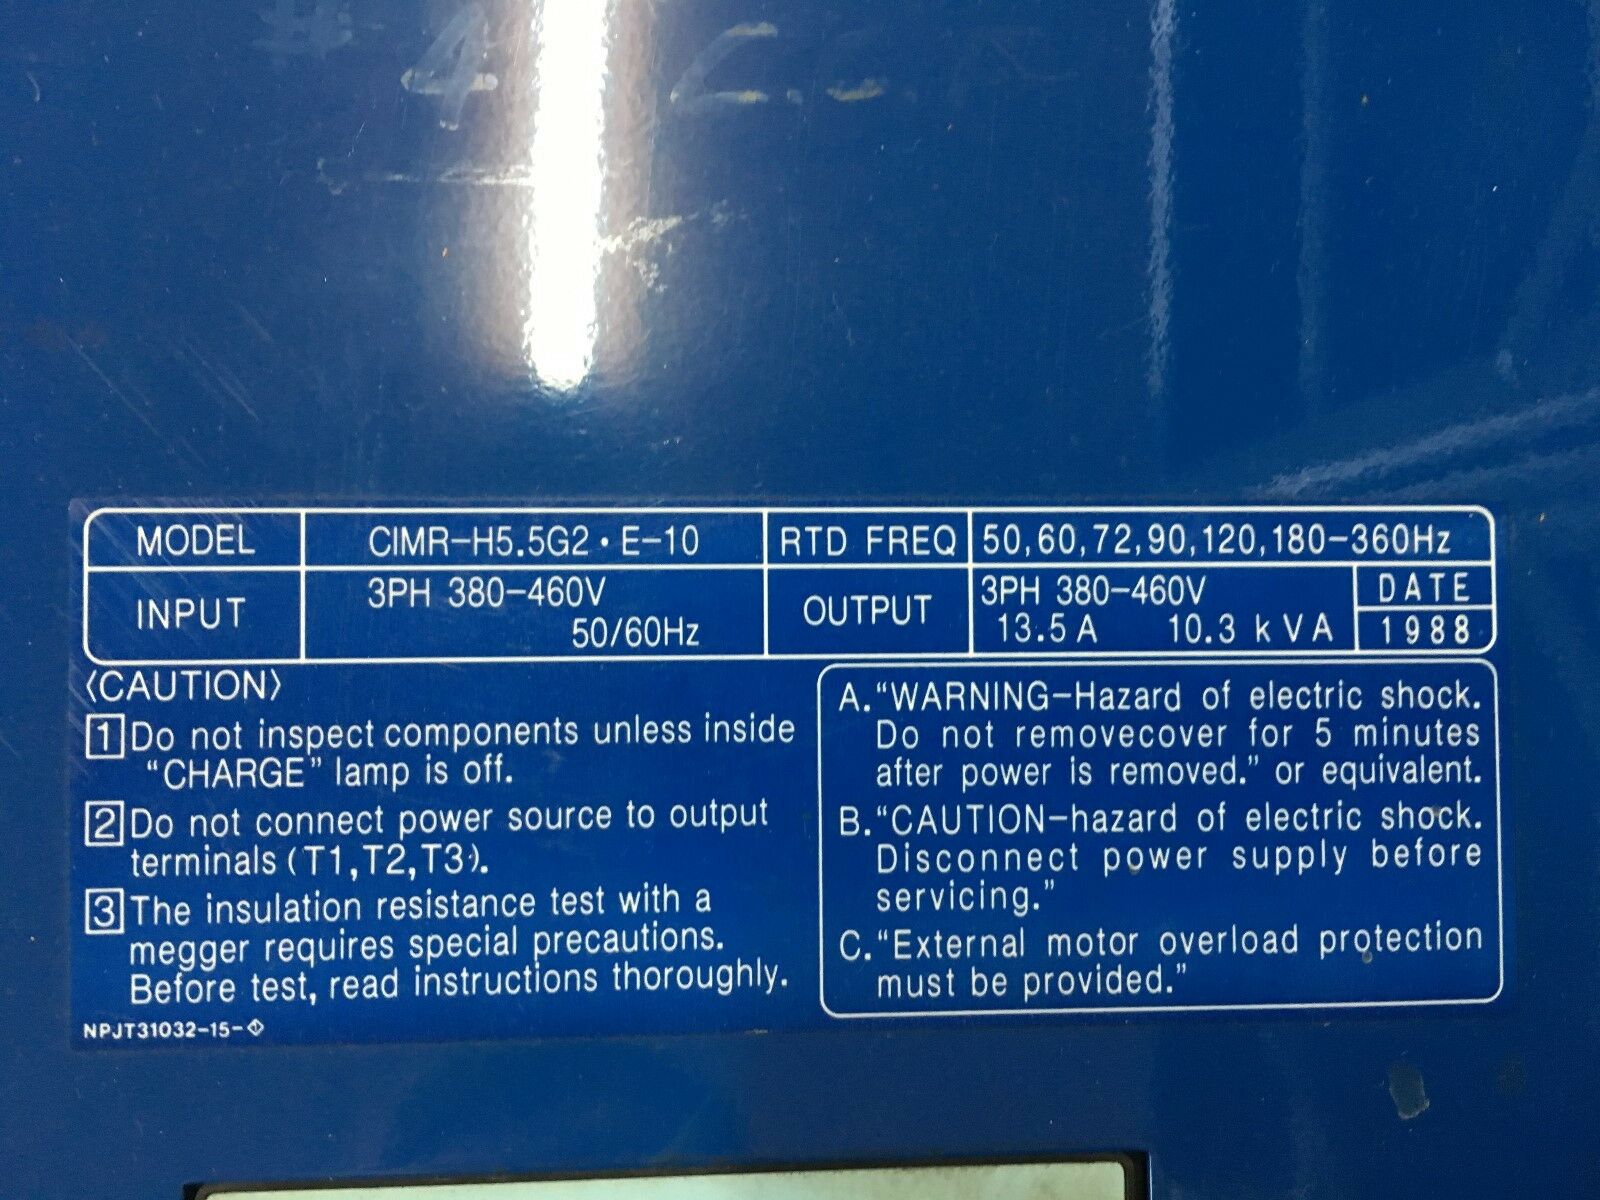 MODEL CIMR-H5.5G2·E-10 RTD FREQ 50,60,72,90,120,180-360Hz
INPUT 3PH 380-460V 50/60Hz OUTPUT 3PH 380-460V 13.5A 10.3 kVA DATE 1988
〈CAUTION〉
1 Do not inspect components unless inside
"CHARGE" lamp is off.
2 Do not connect power source to output
terminals (T1,T2,T3).
3 The insulation resistance test with a
megger requires special precautions.
Before test, read instructions thoroughly.
NPJT31032-15-1
A. "WARNING-Hazard of electric shock.
Do not removecover for 5 minutes
after power is removed." or equivalent.
B. "CAUTION-hazard of electric shock.
Disconnect power supply before
servicing."
C. "External motor overload protection
must be provided."